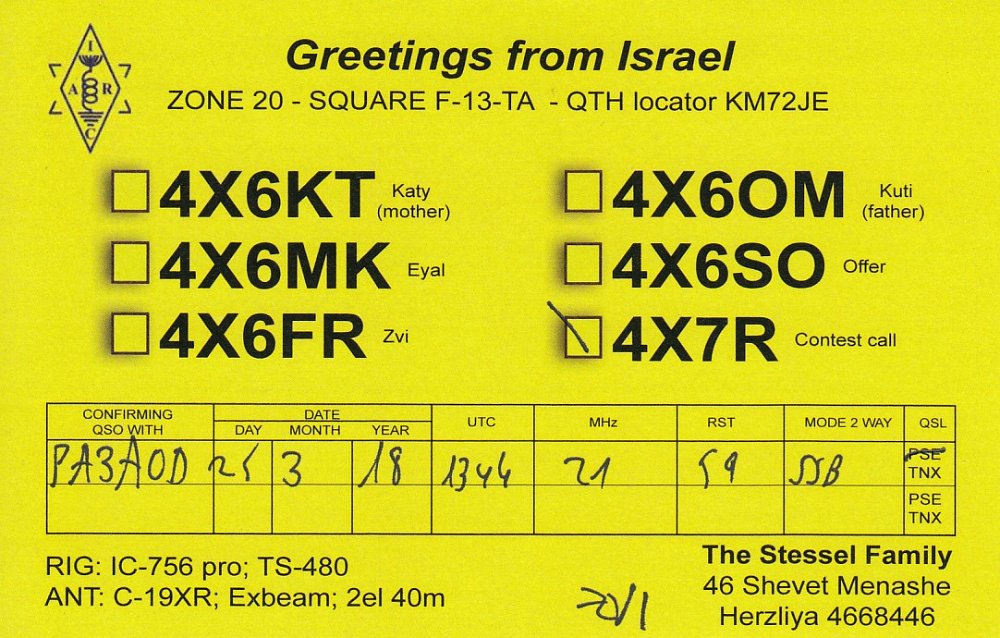 I
A R
C
Greetings from Israel
ZONE 20 - SQUARE F-13-TA - QTH locator KM72JE
4X6KT Katy (mother)
4X6OM Kuti (father)
4X6MK Eyal
4X6SO Offer
4X6FR Zvi
4X7R Contest call
CONFIRMING QSO WITH DATE DAY MONTH YEAR UTC MHz RST MODE 2 WAY QSL
PA3AOD 25 3 18 1344 21 59 SSB PSE TNX
PSE TNX
RIG: IC-756 pro; TS-480
ANT: C-19XR; Exbeam; 2el 40m
The Stessel Family
46 Shevet Menashe
Herzliya 4668446